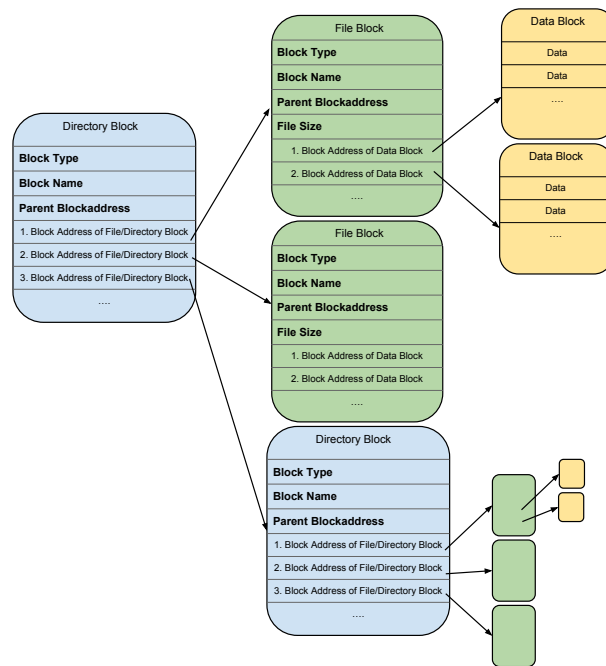 Directory Block
Block Type
Block Name
Parent Blockaddress
1. Block Address of File/Directory Block
2. Block Address of File/Directory Block
3. Block Address of File/Directory Block
....
File Block
Block Type
Block Name
Parent Blockaddress
File Size
1. Block Address of Data Block
2. Block Address of Data Block
....
Data Block
Data
Data
....
Data Block
Data
Data
....
File Block
Block Type
Block Name
Parent Blockaddress
File Size
1. Block Address of Data Block
2. Block Address of Data Block
....
Directory Block
Block Type
Block Name
Parent Blockaddress
1. Block Address of File/Directory Block
2. Block Address of File/Directory Block
3. Block Address of File/Directory Block
....